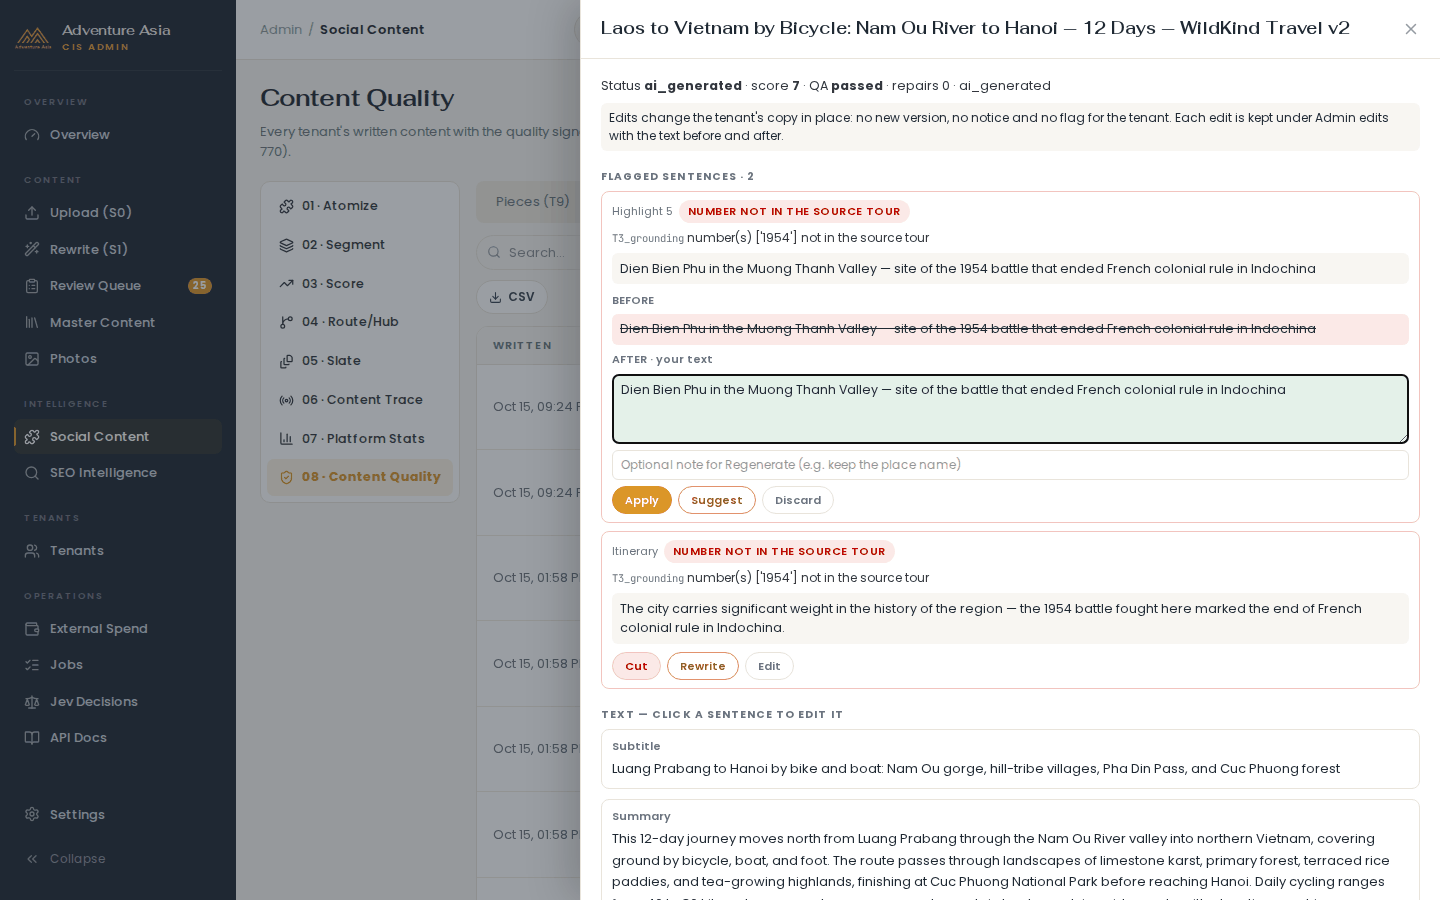 Adventure Asia
CIS ADMIN
OVERVIEW
Overview
CONTENT
Upload (S0)
Rewrite (S1)
Review Queue 25
Master Content
Photos
INTELLIGENCE
Social Content
SEO Intelligence
TENANTS
Tenants
OPERATIONS
External Spend
Jobs
Jev Decisions
API Docs
Settings
Collapse
Admin / Social Content
Content Quality
Every tenant's written content with the quality
770).
01 · Atomize
02 · Segment
03 · Score
04 · Route/Hub
05 · Slate
06 · Content Trace
07 · Platform Stats
08 · Content Quality
Pieces (T9)
Search...
CSV
WRITTEN
Oct 15, 09:24
Oct 15, 09:24
Oct 15, 01:58
Oct 15, 01:58
Oct 15, 01:58
Oct 15, 01:58
Laos to Vietnam by Bicycle: Nam Ou River to Hanoi — 12 Days — WildKind Travel v2
Status ai_generated · score 7 · QA passed · repairs 0 · ai_generated
Edits change the tenant's copy in place: no new version, no notice and no flag for the tenant. Each edit is kept under Admin edits
with the text before and after.
FLAGGED SENTENCES · 2
Highlight 5 NUMBER NOT IN THE SOURCE TOUR
T3_grounding number(s) ['1954'] not in the source tour
Dien Bien Phu in the Muong Thanh Valley — site of the 1954 battle that ended French colonial rule in Indochina
BEFORE
Dien Bien Phu in the Muong Thanh Valley — site of the 1954 battle that ended French colonial rule in Indochina
AFTER · your text
Dien Bien Phu in the Muong Thanh Valley — site of the battle that ended French colonial rule in Indochina
Optional note for Regenerate (e.g. keep the place name)
Apply Suggest Discard
Itinerary NUMBER NOT IN THE SOURCE TOUR
T3_grounding number(s) ['1954'] not in the source tour
The city carries significant weight in the history of the region — the 1954 battle fought here marked the end of French
colonial rule in Indochina.
Cut Rewrite Edit
TEXT — CLICK A SENTENCE TO EDIT IT
Subtitle
Luang Prabang to Hanoi by bike and boat: Nam Ou gorge, hill-tribe villages, Pha Din Pass, and Cuc Phuong forest
Summary
This 12-day journey moves north from Luang Prabang through the Nam Ou River valley into northern Vietnam, covering
ground by bicycle, boat, and foot. The route passes through landscapes of limestone karst, primary forest, terraced rice
paddies, and tea-growing highlands, finishing at Cuc Phuong National Park before reaching Hanoi. Daily cycling ranges